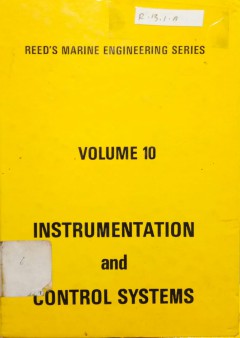 REED'S MARINE ENGINEERING SERIES
VOLUME 10
INSTRUMENTATION
and
CONTROL SYSTEMS